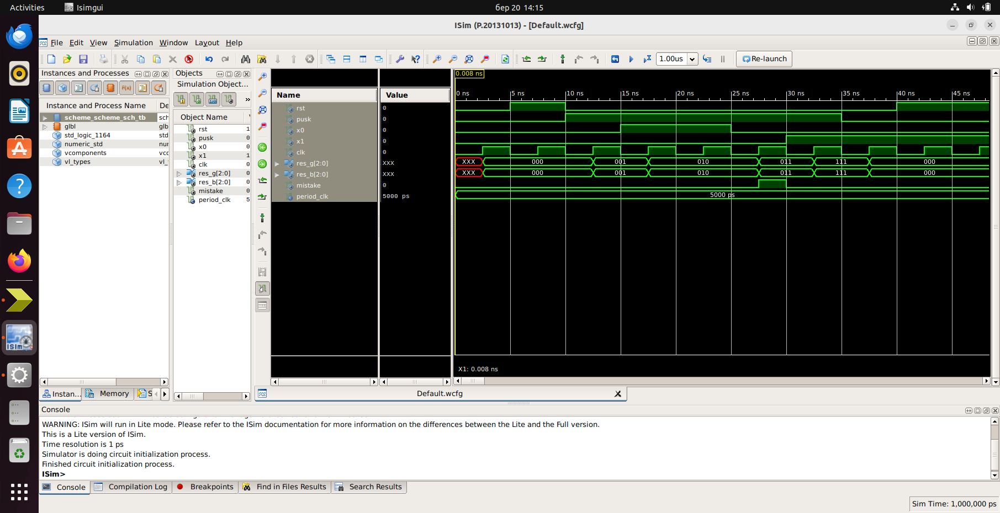 Activities
Isimgui
бер 20 14:15
ISim (P.20131013) - [Default.wcfg]
File Edit View Simulation Window Layout Help
1.00us
Re-launch
Instances and Processes
Instance and Process Name De
scheme_scheme_sch_tb sch
glbl glb
std_logic_1164 std
numeric_std nur
vcomponents vcc
vl_types vl_
Instan...
Memory
S
Objects
Simulation Object...
»
Object Name
rst 1
pusk 0
x0 0
x1 1
clk 0
res_g[2:0] 0
res_b[2:0] 0
mistake 0
period_clk 5
Name Value
rst 0
pusk 0
x0 0
x1 0
clk 0
res_g[2:0] XXX
res_b[2:0] XXX
mistake 0
period_clk 5000 ps
0.008 ns
0 ns 5 ns 10 ns 15 ns 20 ns 25 ns 30 ns 35 ns 40 ns 45 ns
XXX 000 001 010 011 111 000
XXX 000 001 010 011 111 000
5000 ps
X1: 0.008 ns
Default.wcfg
Console
WARNING: ISim will run in Lite mode. Please refer to the ISim documentation for more information on the differences between the Lite and the Full version.
This is a Lite version of ISim.
Time resolution is 1 ps
Simulator is doing circuit initialization process.
Finished circuit initialization process.
ISim>
Console
Compilation Log
Breakpoints
Find in Files Results
Search Results
Sim Time: 1,000,000 ps